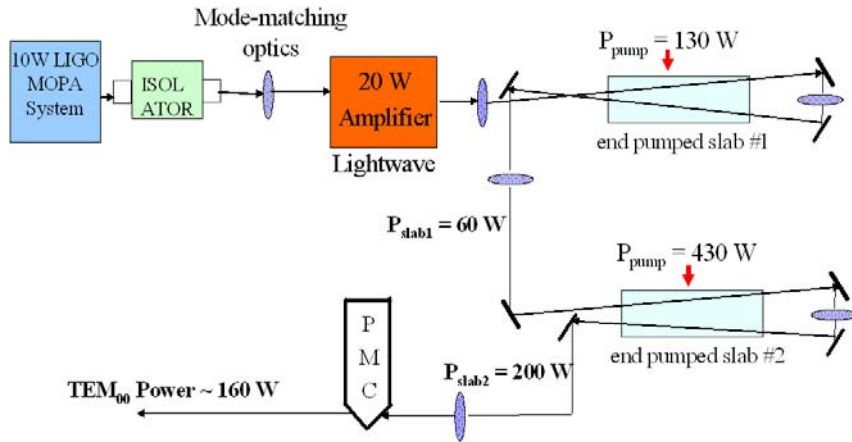 Mode-matching
optics
10W LIGO
MOPA
System
ISOL
ATOR
20 W
Amplifier
Lightwave
P_pump = 130 W
end pumped slab #1
P_slab1 = 60 W
P_pump = 430 W
end pumped slab #2
P
M
C
P_slab2 = 200 W
TEM_00 Power ~ 160 W